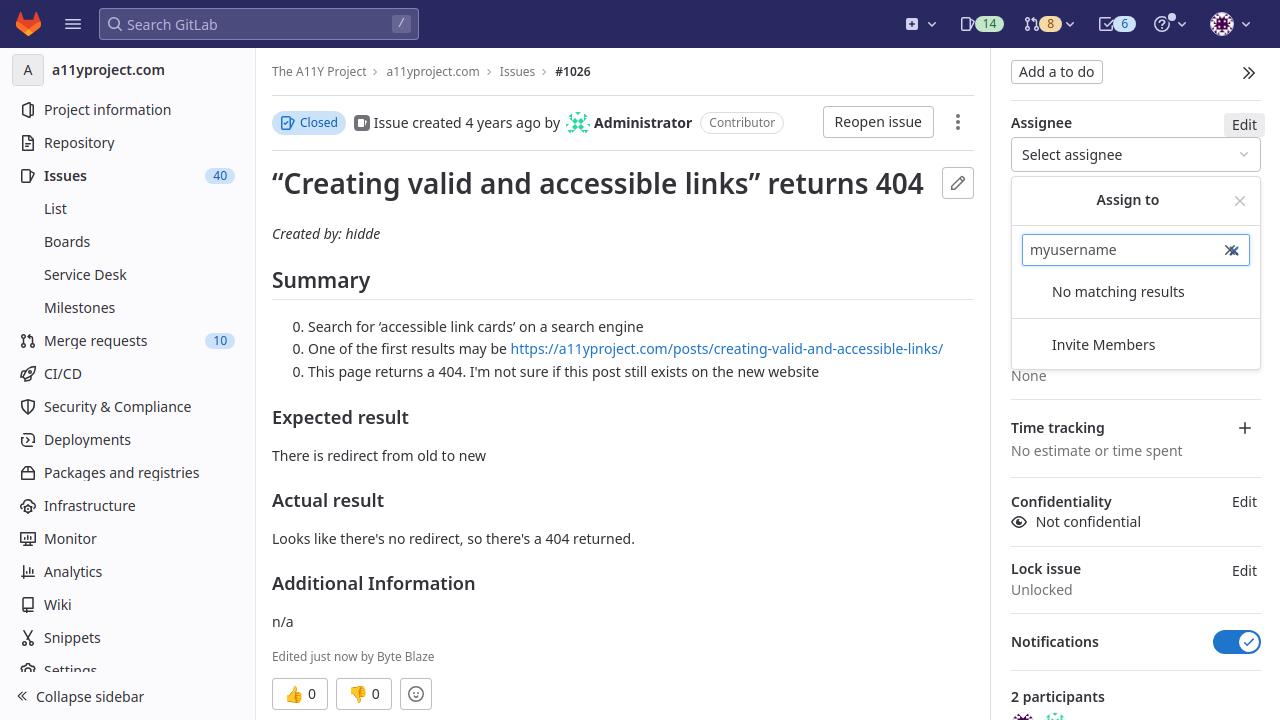 Search GitLab
/
14
8
6
A
a11yproject.com
Project information
Repository
Issues
40
List
Boards
Service Desk
Milestones
Merge requests
10
CI/CD
Security & Compliance
Deployments
Packages and registries
Infrastructure
Monitor
Analytics
Wiki
Snippets
Settings
Collapse sidebar
The A11Y Project
a11yproject.com
Issues
#1026
Closed
Issue created 4 years ago by Administrator
Contributor
Reopen issue
“Creating valid and accessible links” returns 404
Created by: hidde
Summary
0. Search for ‘accessible link cards’ on a search engine
0. One of the first results may be https://a11yproject.com/posts/creating-valid-and-accessible-links/
0. This page returns a 404. I'm not sure if this post still exists on the new website
Expected result
There is redirect from old to new
Actual result
Looks like there's no redirect, so there's a 404 returned.
Additional Information
n/a
Edited just now by Byte Blaze
👍 0
👎 0
Add a to do
Assignee
Edit
Select assignee
Assign to
myusername
No matching results
Invite Members
None
Time tracking
No estimate or time spent
Confidentiality
Edit
Not confidential
Lock issue
Edit
Unlocked
Notifications
2 participants